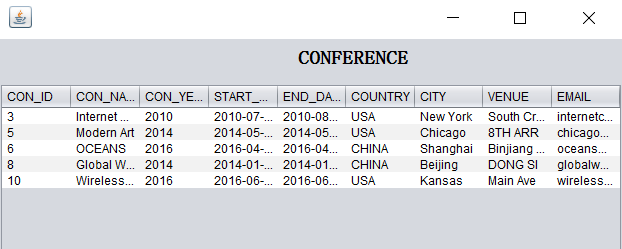 CONFERENCE
CON_ID CON_NA... CON_YE... START_... END_DA... COUNTRY CITY VENUE EMAIL
3 Internet ... 2010 2010-07-... 2010-08... USA New York South Cr... internetc...
5 Modern Art 2014 2014-05-... 2014-05... USA Chicago 8TH ARR chicago...
6 OCEANS 2016 2016-04-... 2016-04... CHINA Shanghai Binjiang ... oceans...
8 Global W... 2014 2014-01-... 2014-01... CHINA Beijing DONG SI globalw...
10 Wireless... 2016 2016-06-... 2016-06... USA Kansas Main Ave wireless...